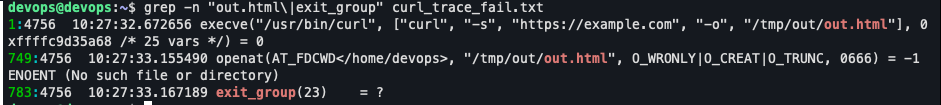 devops@devops:~$ grep -n "out.html\|exit_group" curl_trace_fail.txt
1:4756  10:27:32.672656 execve("/usr/bin/curl", ["curl", "-s", "https://example.com", "-o", "/tmp/out/out.html"], 0
xffffc9d35a68 /* 25 vars */) = 0
749:4756  10:27:33.155490 openat(AT_FDCWD</home/devops>, "/tmp/out/out.html", O_WRONLY|O_CREAT|O_TRUNC, 0666) = -1
ENOENT (No such file or directory)
783:4756  10:27:33.167189 exit_group(23)    = ?